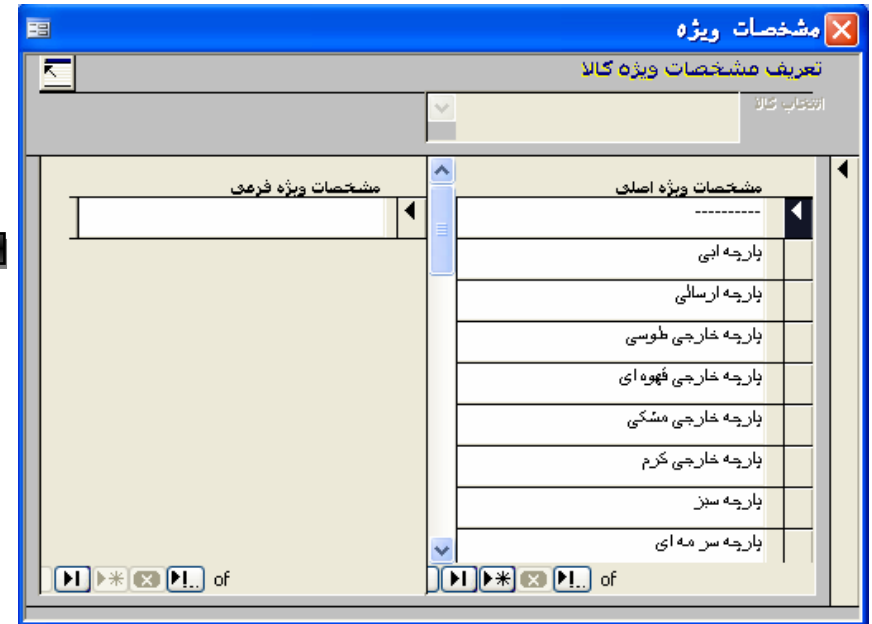 مشخصات ویژه
تعریف مشخصات ویژه کالا
انتخاب کالا
مشخصات ویژه اصلی
----------
پارچه ابی
پارچه ارسالی
پارچه خارجی طوسی
پارچه خارجی قهوه ای
پارچه خارجی مشکی
پارچه خارجی کرم
پارچه سبز
پارچه سر مه ای
of
مشخصات ویژه فرعی
of